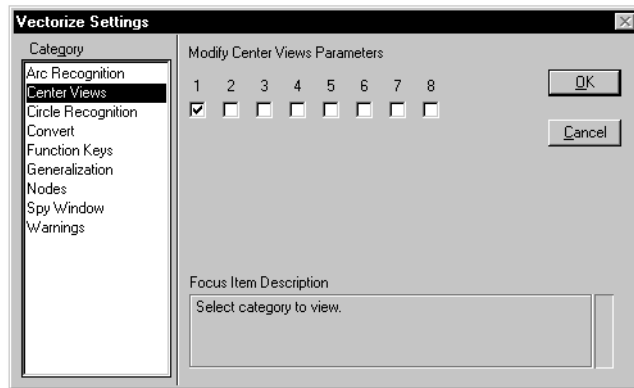 Vectorize Settings
Category
Arc Recognition
Center Views
Circle Recognition
Convert
Function Keys
Generalization
Nodes
Spy Window
Warnings
Modify Center Views Parameters
1 2 3 4 5 6 7 8
OK
Cancel
Focus Item Description
Select category to view.